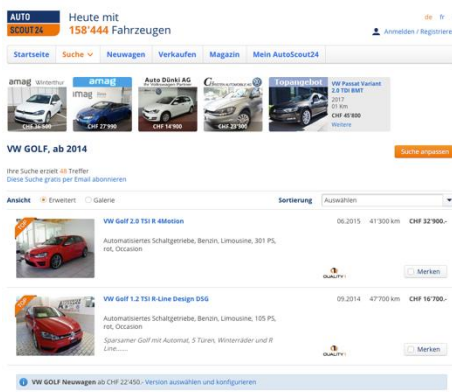 AUTO
SCOUT24
Heute mit
158'444 Fahrzeugen
de fr
Anmelden / Registriere
Startseite Suche Neuwagen Verkaufen Magazin Mein AutoScout24
amag Winterthur
amag
Auto Dünki AG
Topangebot
CHF 27'990
CHF 14'900
VW Passat Variant
2.0 TDI BMT
2017
01 Km
CHF 45'800
Weitere
VW GOLF, ab 2014
Suche anpassen
Ihre Suche erzielt 48 Treffer
Diese Suche gratis per Email abonnieren
Ansicht Erweitert Galerie
Sortierung Auswählen
TOP
VW Golf 2.0 TSI R 4Motion
06.2015 41'300 km CHF 32'900.-
Automatisiertes Schaltgetriebe, Benzin, Limousine, 301 PS,
rot, Occasion
QUALITY1
Merken
TOP
VW Golf 1.2 TSI R-Line Design DSG
09.2014 47'700 km CHF 16'700.-
Automatisiertes Schaltgetriebe, Benzin, Limousine, 105 PS,
rot, Occasion
Sparsamer Golf mit Automat, 5 Türen, Winterräder und R
Line......
QUALITY1
Merken
VW GOLF Neuwagen ab CHF 22'450.- Version auswählen und konfigurieren